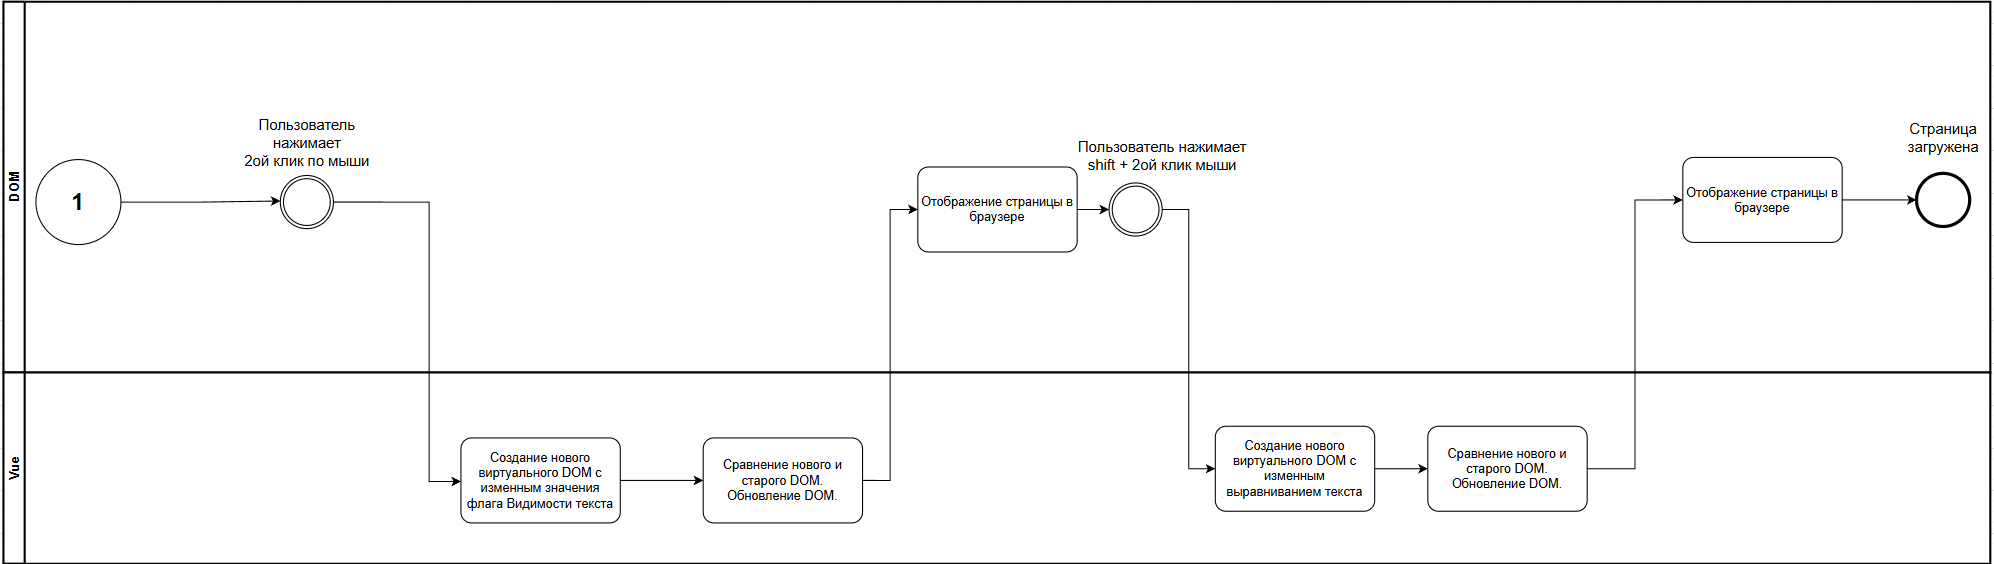 DOM
1
Пользователь
нажимает
2ой клик по мыши
Отображение страницы в
браузере
Пользователь нажимает
shift + 2ой клик мыши
Отображение страницы в
браузере
Страница
загружена
Vue
Создание нового
виртуального DOM с
изменным значения
флага Видимости текста
Сравнение нового и
старого DOM.
Обновление DOM.
Создание нового
виртуального DOM с
изменным
выравниванием текста
Сравнение нового и
старого DOM.
Обновление DOM.